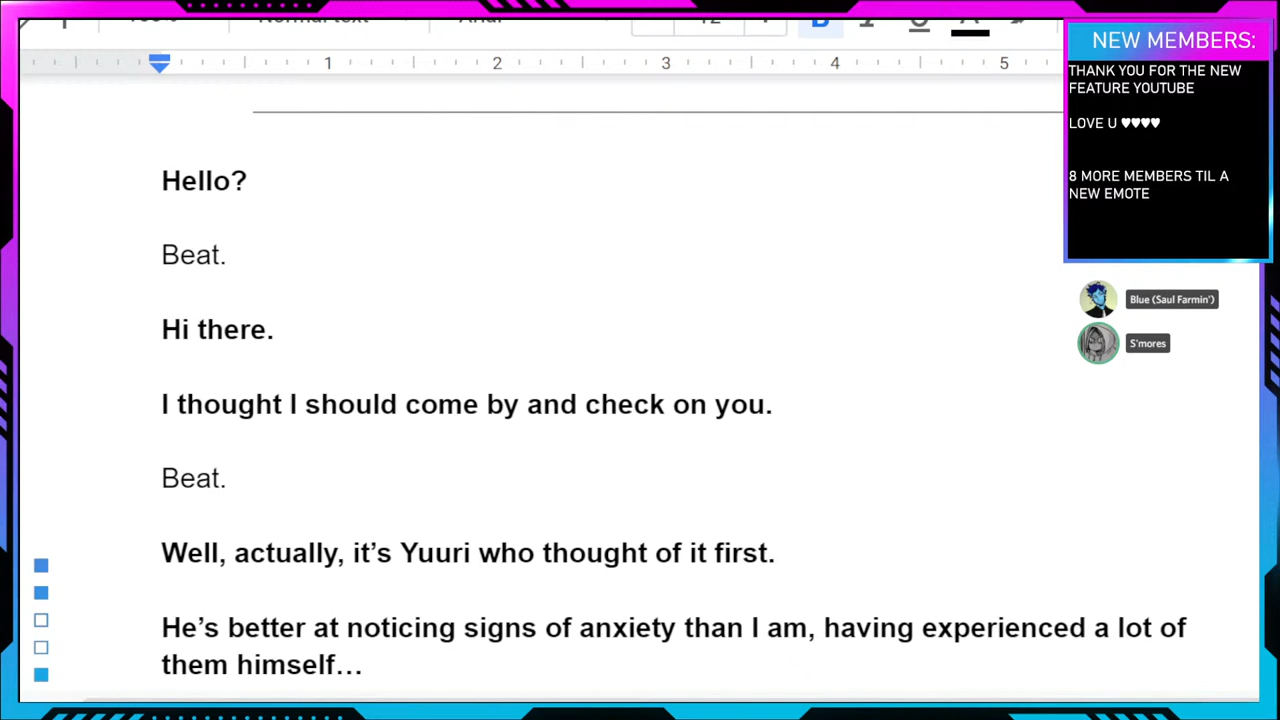 1
2
3
4
5
NEW MEMBERS:
THANK YOU FOR THE NEW
FEATURE YOUTUBE
LOVE U ♥♥♥♥
8 MORE MEMBERS TIL A
NEW EMOTE
Blue (Saul Farmin')
S'mores
Hello?
Beat.
Hi there.
I thought I should come by and check on you.
Beat.
Well, actually, it's Yuuri who thought of it first.
He's better at noticing signs of anxiety than I am, having experienced a lot of
them himself…